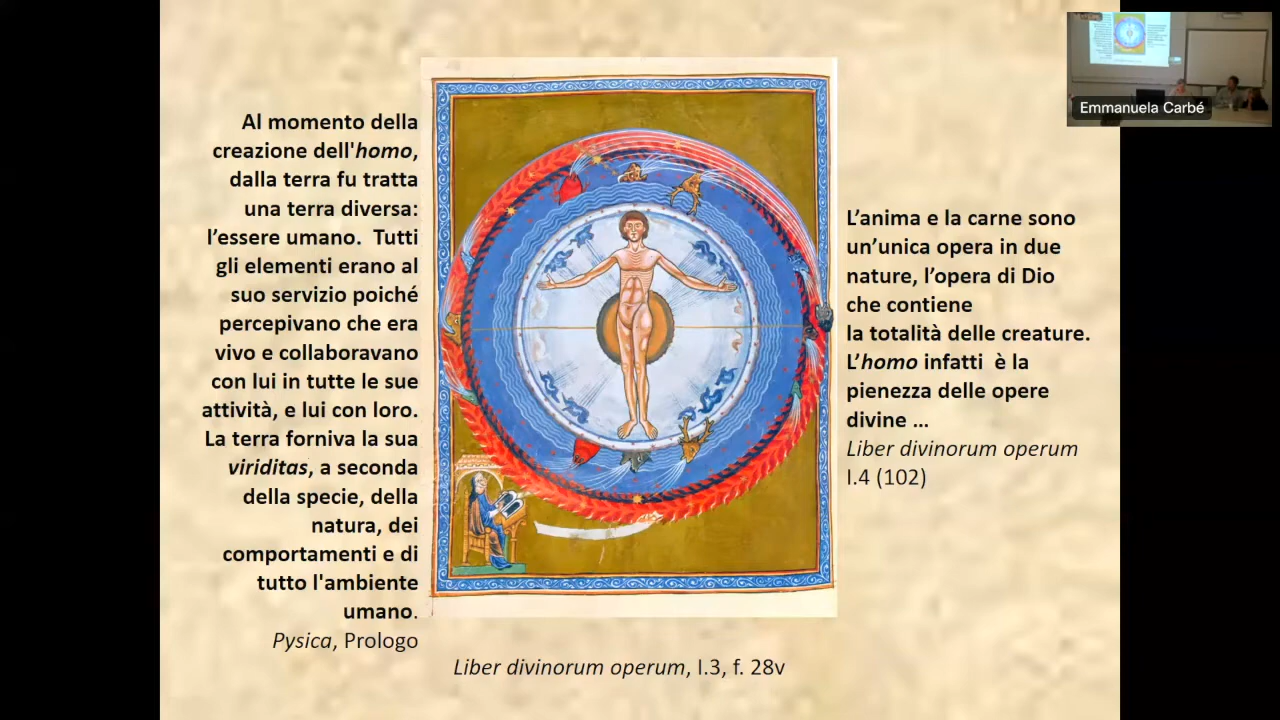 Al momento della
creazione dell'homo,
dalla terra fu tratta
una terra diversa:
l'essere umano. Tutti
gli elementi erano al
suo servizio poiché
percepivano che era
vivo e collaboravano
con lui in tutte le sue
attività, e lui con loro.
La terra forniva la sua
viriditas, a seconda
della specie, della
natura, dei
comportamenti e di
tutto l'ambiente
umano.
Pysica, Prologo
L’anima e la carne sono
un’unica opera in due
nature, l’opera di Dio
che contiene
la totalità delle creature.
L’homo infatti è la
pienezza delle opere
divine ...
Liber divinorum operum
I.4 (102)
Liber divinorum operum, I.3, f. 28v
Emmanuela Carbé